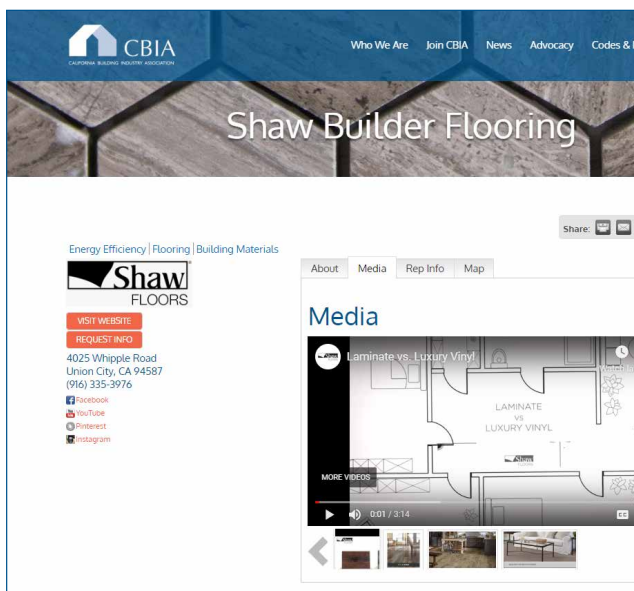 CBIA
CALIFORNIA BUILDING INDUSTRY ASSOCIATION
Who We Are Join CBIA News Advocacy Codes &
Shaw Builder Flooring
Share:
Energy Efficiency | Flooring | Building Materials
Shaw
FLOORS
VISIT WEBSITE
REQUEST INFO
4025 Whipple Road
Union City, CA 94587
(916) 335-3976
Facebook
YouTube
Pinterest
Instagram
About Media Rep Info Map
Media
Laminate vs. Luxury Vinyl
LAMINATE
VS
LUXURY VINYL
Shaw
MORE VIDEOS
0:01 / 3:14
CC